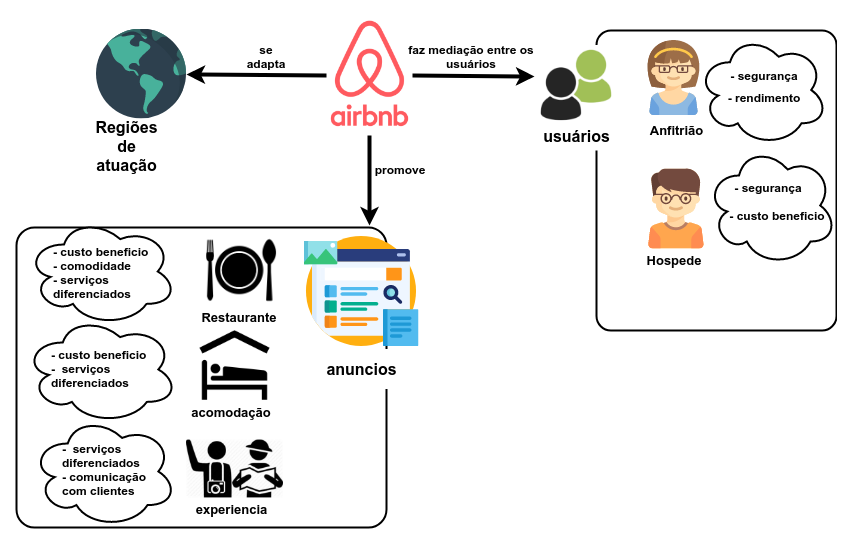 se
adapta
airbnb
faz mediação entre os
usuários
Regiões
de
atuação
promove
usuários
Anfitrião
- segurança
- rendimento
Hospede
- segurança
- custo beneficio
- custo beneficio
- comodidade
- serviços
diferenciados
Restaurante
- custo beneficio
- serviços
diferenciados
acomodação
- serviços
diferenciados
- comunicação
com clientes
experiencia
anuncios